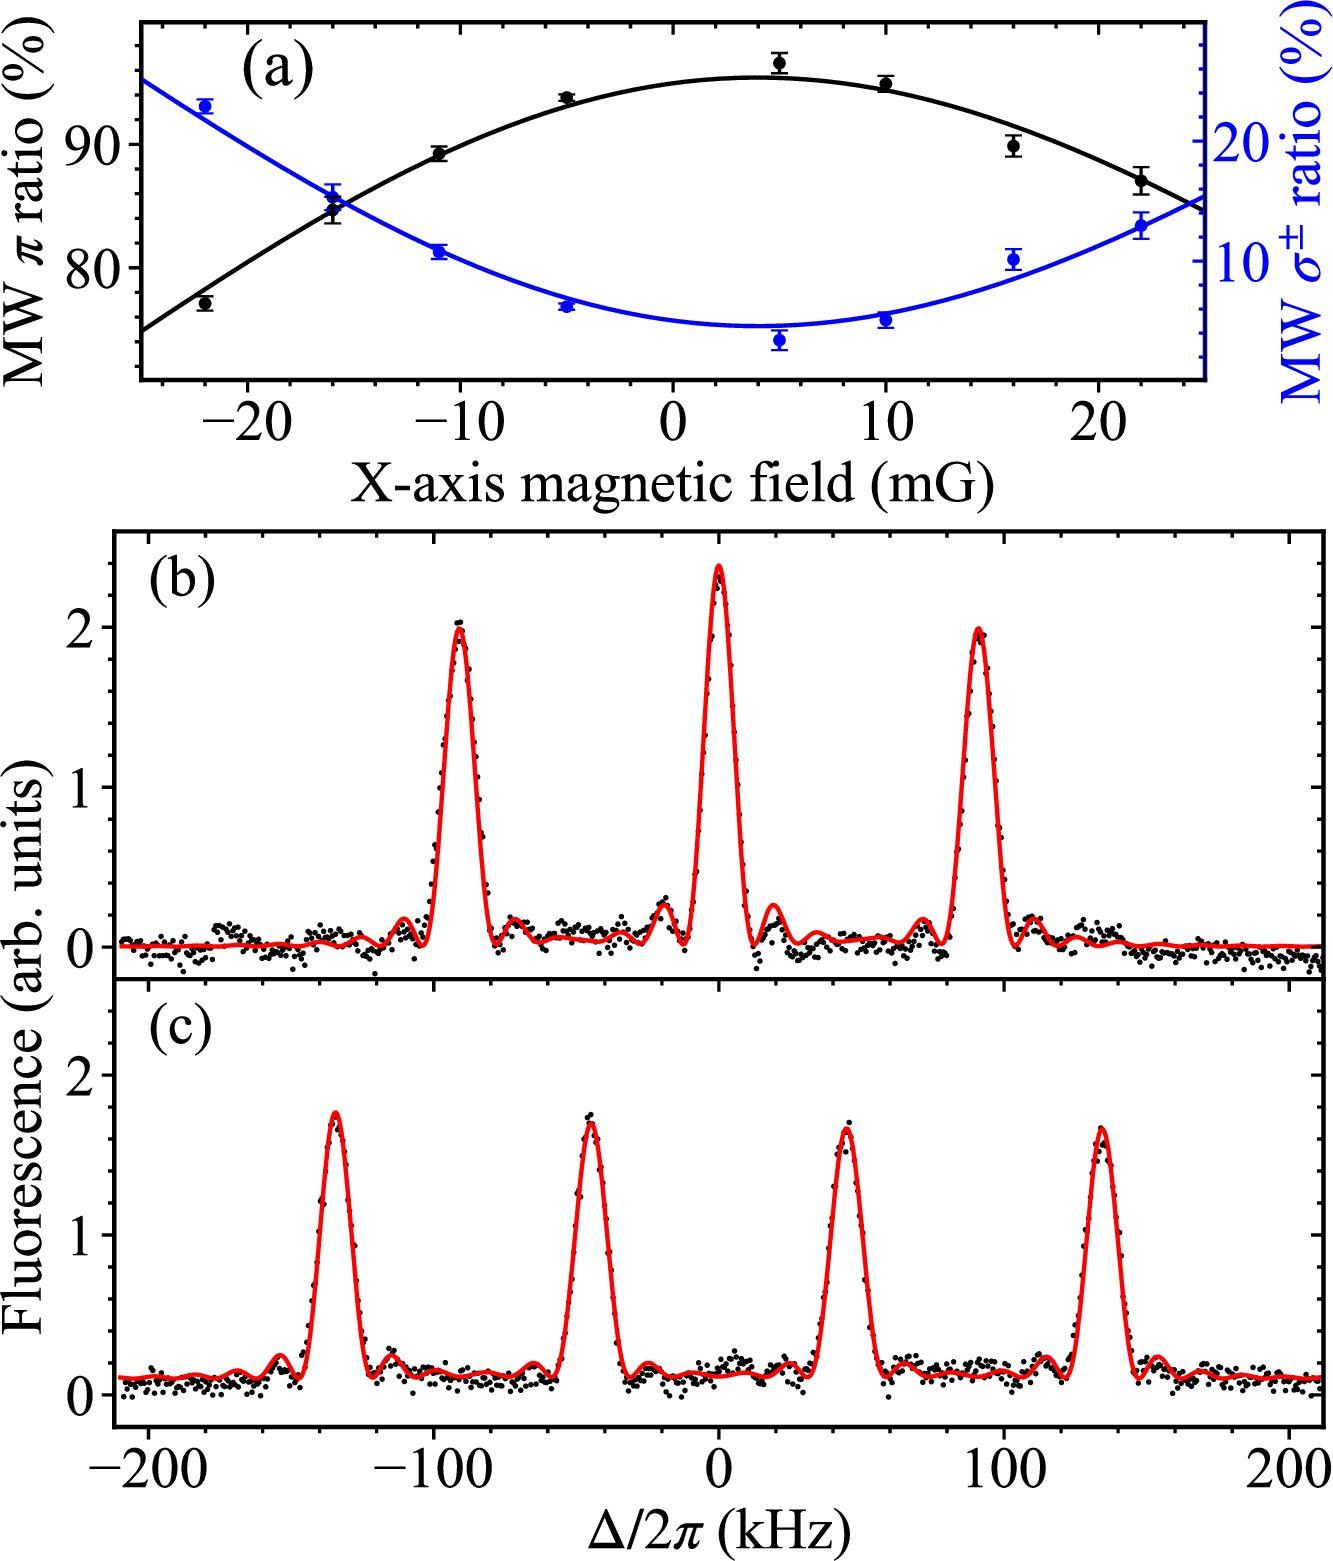 (a)
MW π ratio (%)
90
80
MW σ± ratio (%)
20
10
−20 −10 0 10 20
X-axis magnetic field (mG)
(b)
2
1
0
Fluorescence (arb. units)
(c)
2
1
0
−200 −100 0 100 200
Δ/2π (kHz)